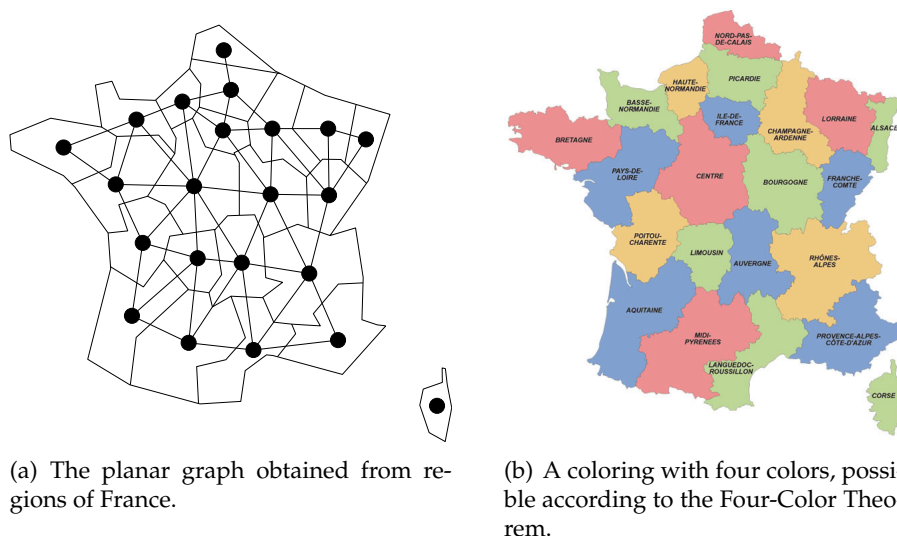 NORD-PAS-
DE-CALAIS
PICARDIE
HAUTE-
NORMANDIE
BASSE-
NORMANDIE
ILE-DE-
FRANCE
CHAMPAGNE-
ARDENNE
LORRAINE
ALSACE
BRETAGNE
PAYS-DE-
LOIRE
CENTRE
BOURGOGNE
FRANCHE-
COMTE
POITOU-
CHARENTE
LIMOUSIN
AUVERGNE
RHÔNES-
ALPES
AQUITAINE
MIDI-
PYRENEES
LANGUEDOC-
ROUSSILLON
PROVENCE-ALPES-
CÔTE-D'AZUR
CORSE
(a) The planar graph obtained from re-
gions of France.
(b) A coloring with four colors, possi-
ble according to the Four-Color Theo-
rem.